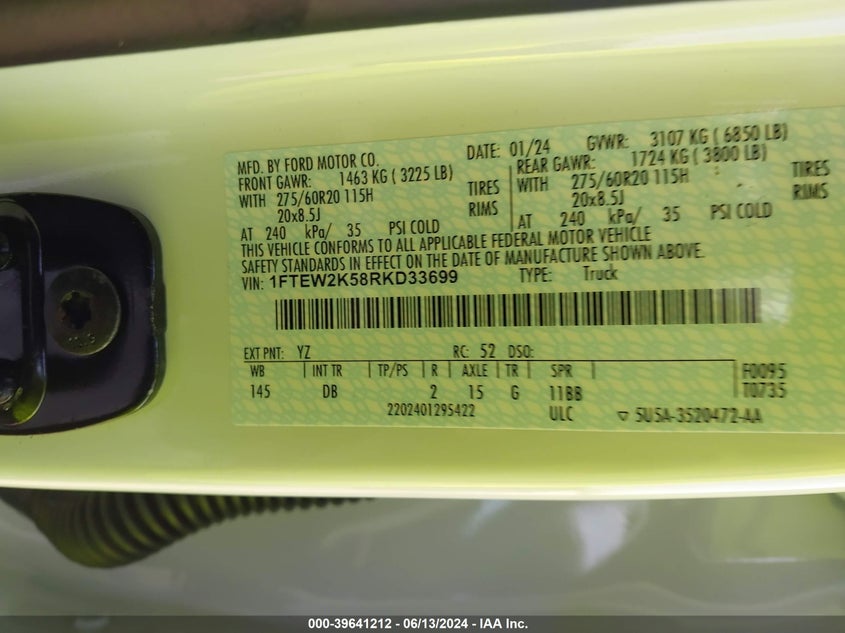 MFD. BY FORD MOTOR CO. DATE: 01/24 GVWR: 3107 KG ( 6850 LB)
FRONT GAWR: 1463 KG ( 3225 LB) REAR GAWR: 1724 KG ( 3800 LB)
WITH 275/60R20 115H TIRES WITH 275/60R20 115H TIRES
20x8.5J RIMS 20x8.5J RIMS
AT 240 kPa/ 35 PSI COLD AT 240 kPa/ 35 PSI COLD
THIS VEHICLE CONFORMS TO ALL APPLICABLE FEDERAL MOTOR VEHICLE
SAFETY STANDARDS IN EFFECT ON THE DATE OF MANUFACTURE SHOWN ABOVE.
VIN: 1FTEW2K58RKD33699 TYPE: Truck
EXT PNT: YZ RC: 52 DSO:
WB INT TR TP/PS R AXLE TR SPR F0095
145 DB 2 15 G 11BB T0735
2202401295422 ULC ▽ 5U5A-3520472-AA
000-39641212 - 06/13/2024 - IAA Inc.